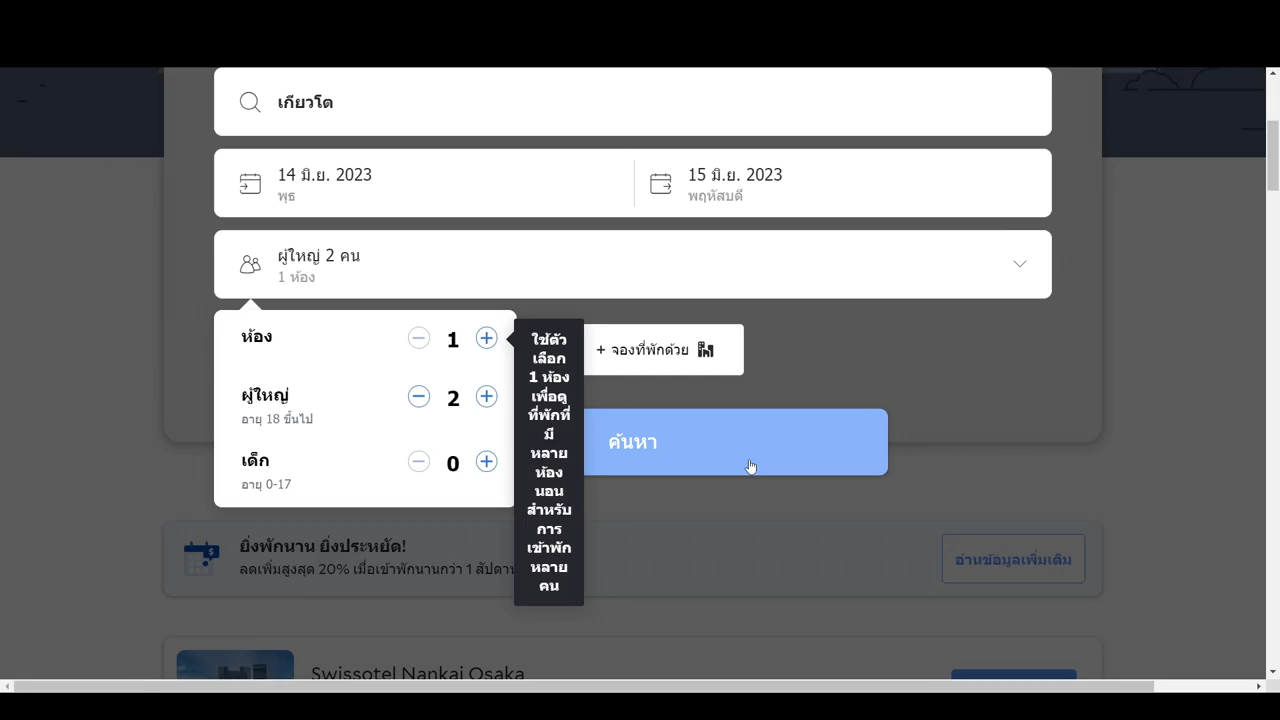 เกียวโต
14 มิ.ย. 2023
พุธ
15 มิ.ย. 2023
พฤหัสบดี
ผู้ใหญ่ 2 คน
1 ห้อง
ห้อง
1
ผู้ใหญ่
2
อายุ 18 ขึ้นไป
เด็ก
0
อายุ 0-17
ใช้ตัว
เลือก
1 ห้อง
เพื่อดู
ที่พักที่
มี
หลาย
ห้อง
นอน
สำหรับ
การ
เข้าพัก
หลาย
คน
+ จองที่พักด้วย
ค้นหา
ยิ่งพักนาน ยิ่งประหยัด!
ลดเพิ่มสูงสุด 20% เมื่อเข้าพักนานกว่า 1
อ่านข้อมูลเพิ่มเติม
Swissotel Nankai Osaka